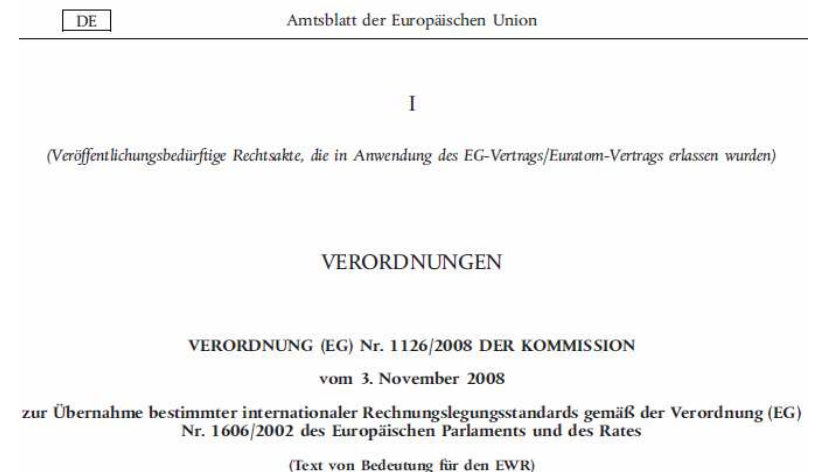 DE
Amtsblatt der Europäischen Union
I
(Veröffentlichungsbedürftige Rechtsakte, die in Anwendung des EG-Vertrags/Euratom-Vertrags erlassen wurden)
VERORDNUNGEN
VERORDNUNG (EG) Nr. 1126/2008 DER KOMMISSION
vom 3. November 2008
zur Übernahme bestimmter internationaler Rechnungslegungsstandards gemäß der Verordnung (EG)
Nr. 1606/2002 des Europäischen Parlaments und des Rates
(Text von Bedeutung für den EWR)